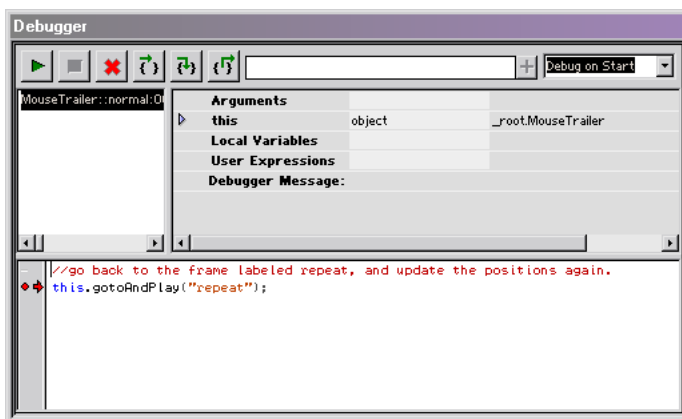 Debugger
Debug on Start
MouseTrailer::normal:0
Arguments
this object _root.MouseTrailer
Local Variables
User Expressions
Debugger Message:
//go back to the frame labeled repeat, and update the positions again.
this.gotoAndPlay("repeat");